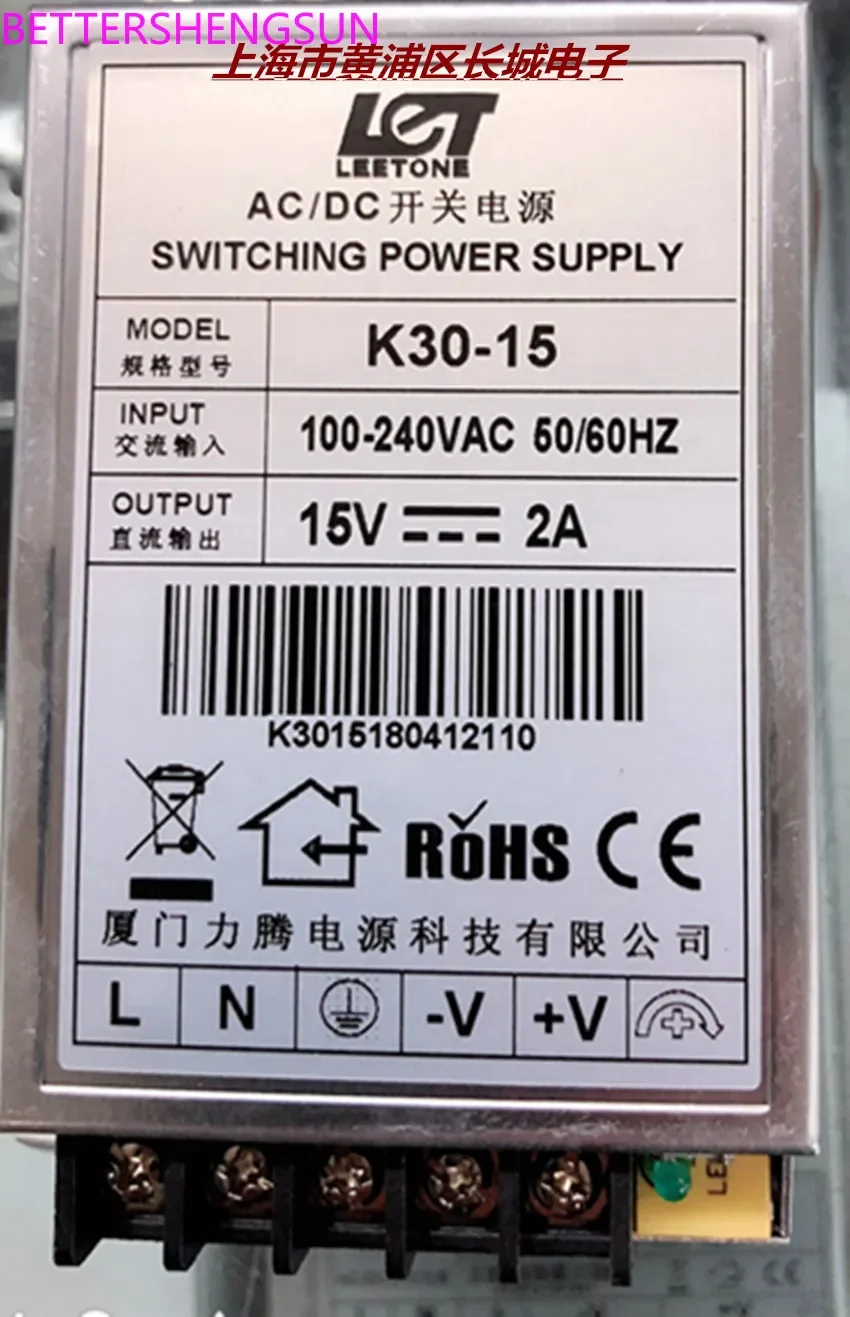 BETTERSHENGSUN
上海市黄浦区长城电子
LET
LEETONE
AC/DC开关电源
SWITCHING POWER SUPPLY
MODEL
规格型号
K30-15
INPUT
交流输入
100-240VAC 50/60HZ
OUTPUT
直流输出
15V 2A
K3015180412110
RoHS CE
厦门力腾电源科技有限公司
L N -V +V